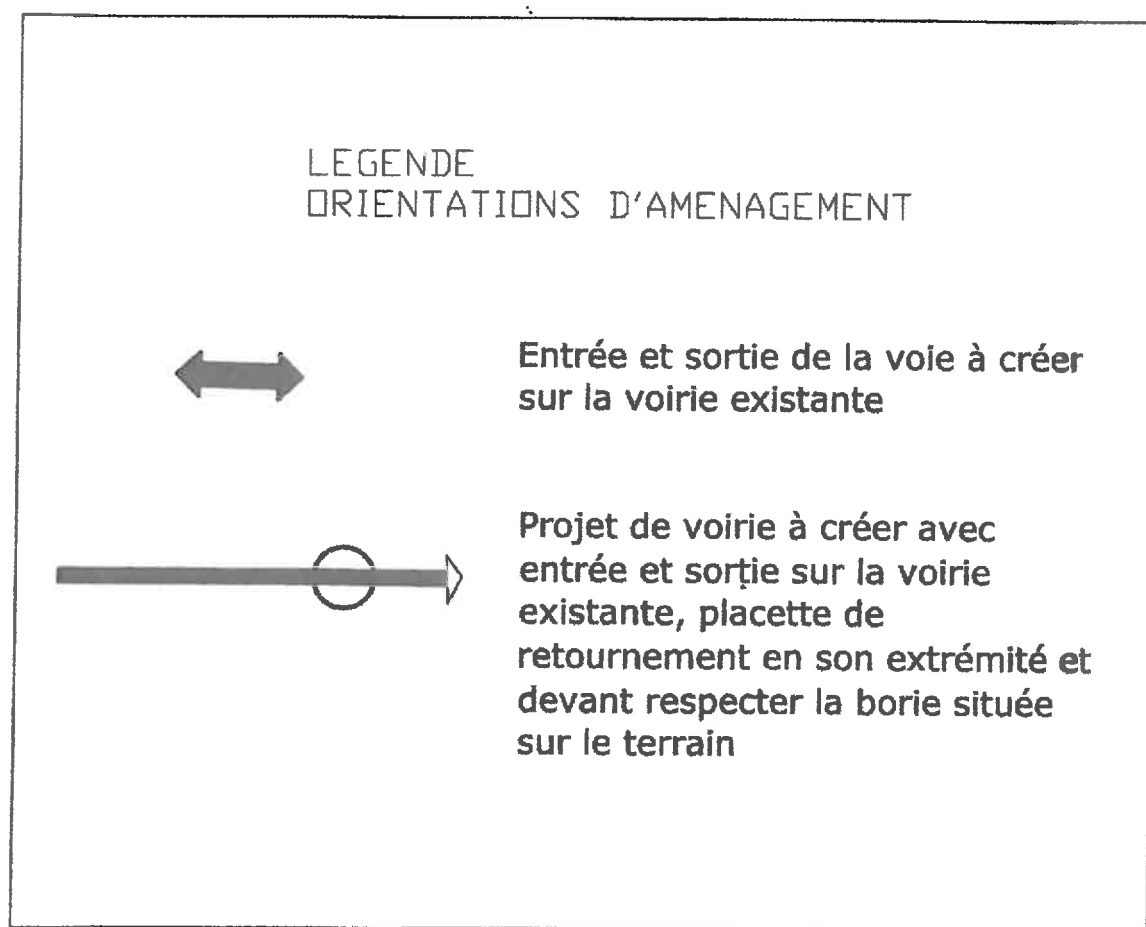 LEGENDE
ORIENTATIONS D'AMENAGEMENT
Entrée et sortie de la voie à créer
sur la voirie existante
Projet de voirie à créer avec
entrée et sortie sur la voirie
existante, placette de
retournement en son extrémité et
devant respecter la borie située
sur le terrain